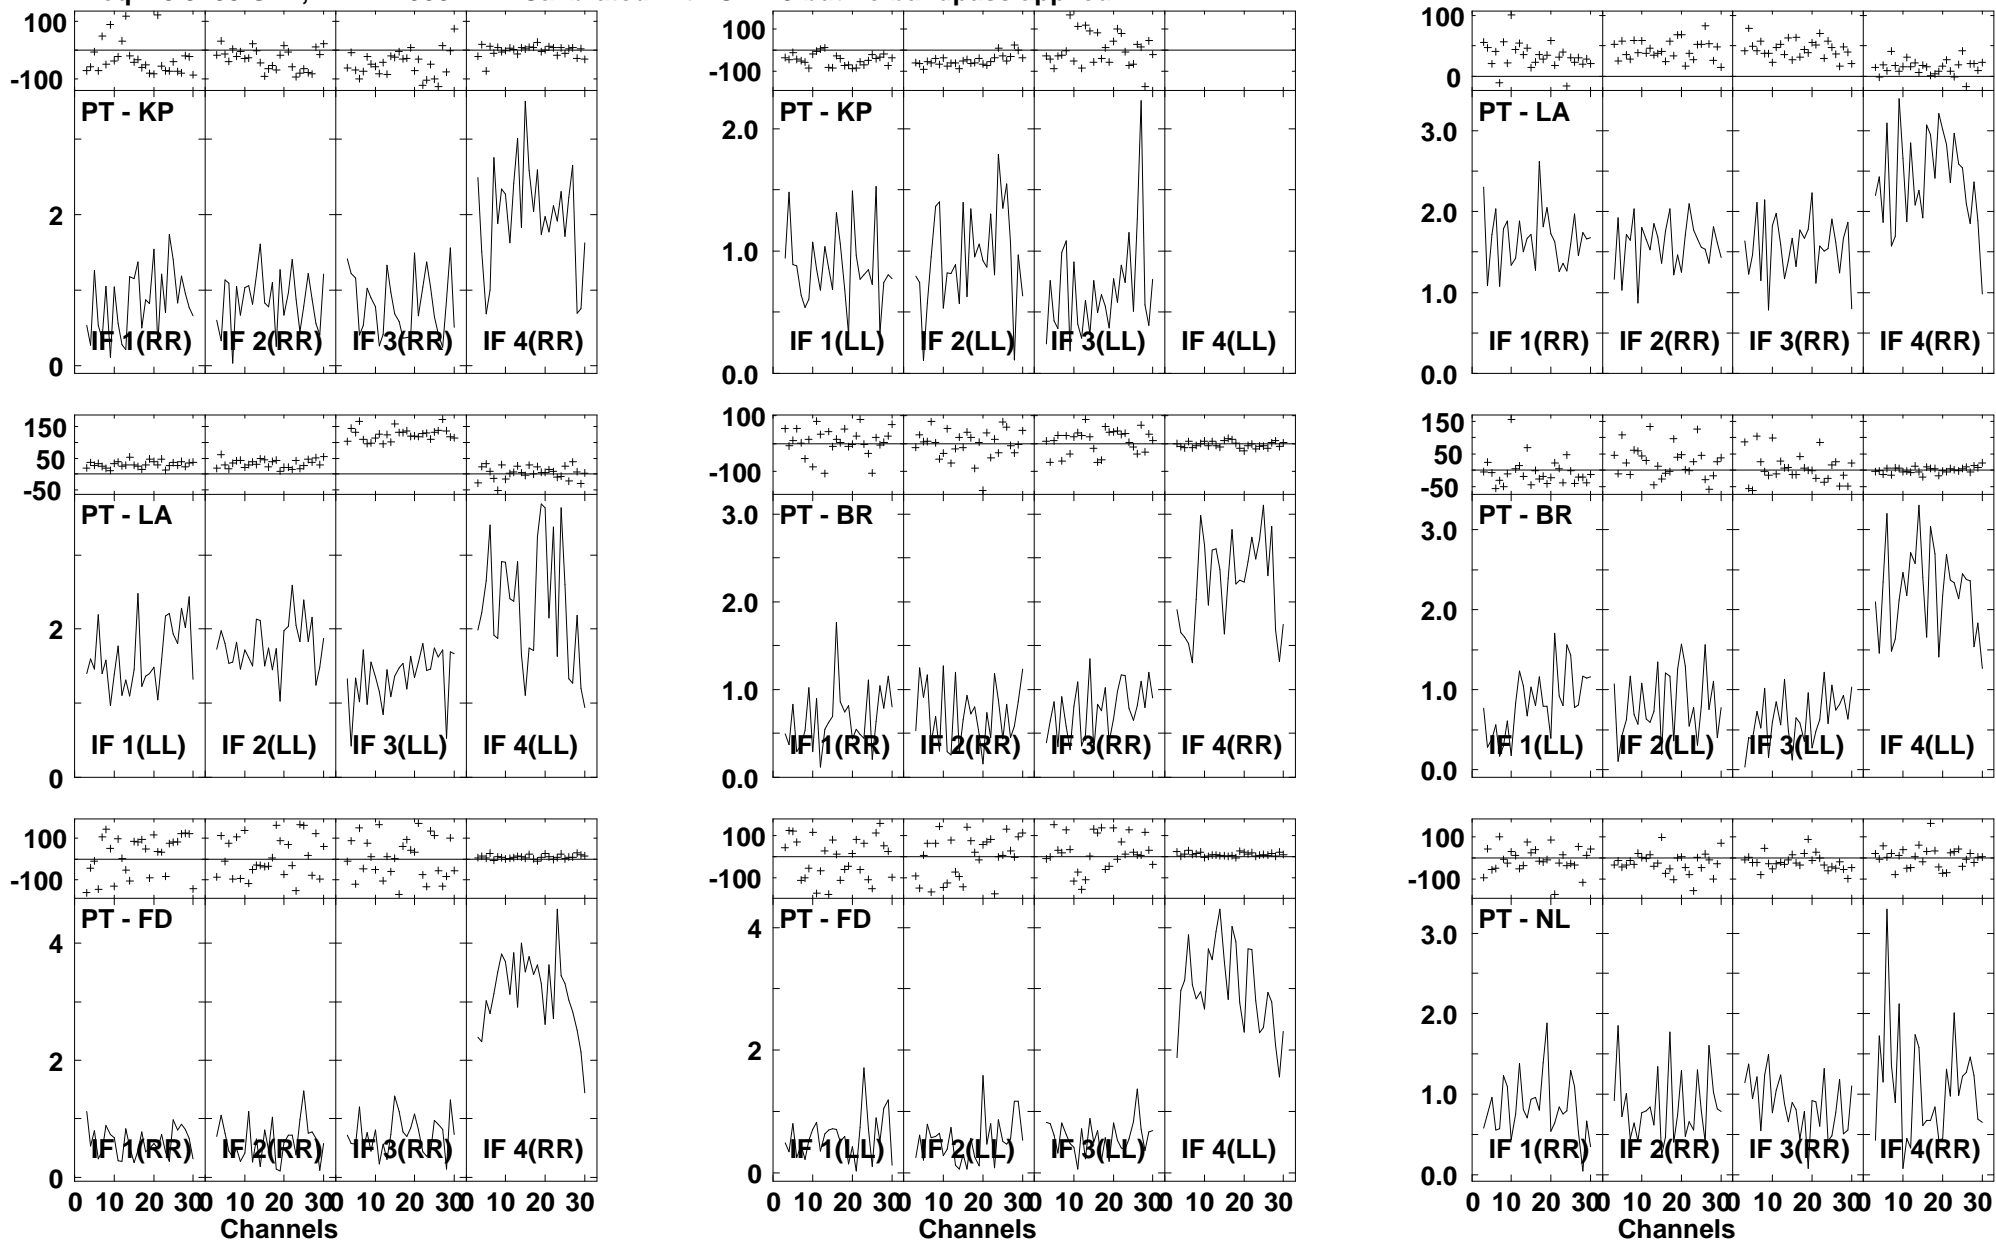 100 100 100
-100 -100 0
PT - KP PT - KP PT - LA
2.0 3.0
2 2.0
1.0
1.0
IF 1(RR) IF 2(RR) IF 3(RR) IF 4(RR) IF 1(LL) IF 2(LL) IF 3(LL) IF 4(LL) IF 1(RR) IF 2(RR) IF 3(RR) IF 4(RR)
0 0.0 0.0
150 100 150
50 50
-50 -100 -50
PT - LA PT - BR PT - BR
3.0 3.0
2 2.0 2.0
1.0 1.0
IF 1(LL) IF 2(LL) IF 3(LL) IF 4(LL) IF 1(RR) IF 2(RR) IF 3(RR) IF 4(RR) IF 1(LL) IF 2(LL) IF 3(LL) IF 4(LL)
0 0.0 0.0
100 100 100
-100 -100 -100
PT - FD PT - FD PT - NL
4 4 3.0
2 2 2.0
1.0
IF 1(RR) IF 2(RR) IF 3(RR) IF 4(RR) IF 1(LL) IF 2(LL) IF 3(LL) IF 4(LL) IF 1(RR) IF 2(RR) IF 3(RR) IF 4(RR)
0 0 0.0
0 10 20 30 0 10 20 30 0 10 20 30 0 10 20 30 0 10 20 30 0 10 20 30 0 10 20 30 0 10 20 30 0 10 20 30 0 10 20 30 0 10 20 30 0 10 20 30
Channels Channels Channels